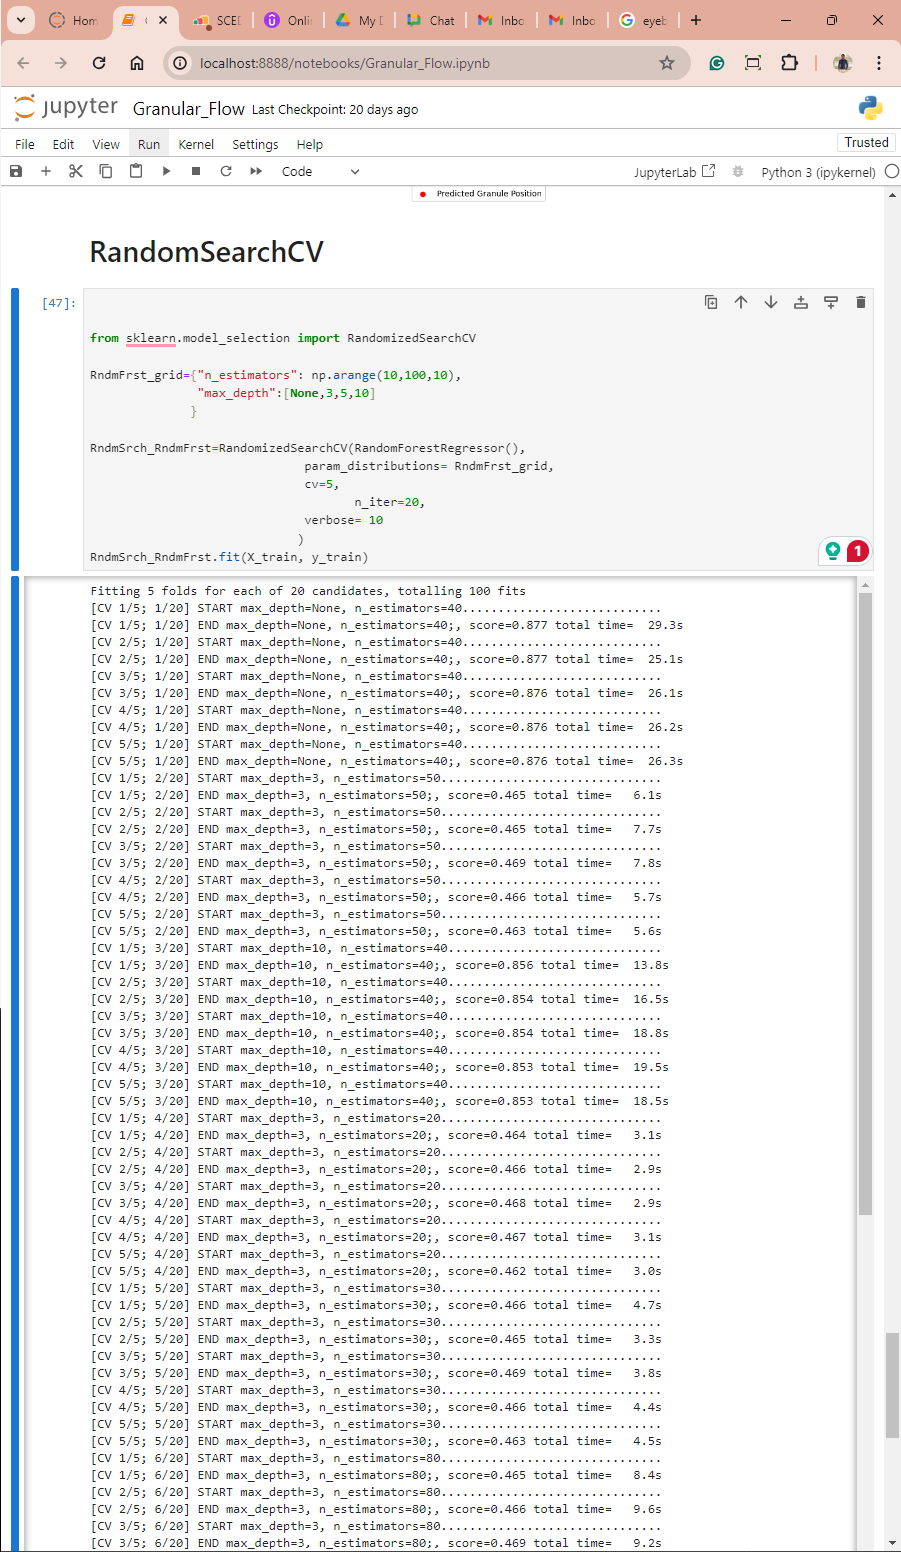 Hom
SCED
Onli
My D
Chat
Inbo
Inbo
eyeb
localhost:8888/notebooks/Granular_Flow.ipynb
jupyter Granular_Flow Last Checkpoint: 20 days ago
File Edit View Run Kernel Settings Help Trusted
Code JupyterLab Python 3 (ipykernel)
Predicted Granule Position
RandomSearchCV
[47]:
from sklearn.model_selection import RandomizedSearchCV
RndmFrst_grid={"n_estimators": np.arange(10,100,10),
"max_depth":[None,3,5,10]
}
RndmSrch_RndmFrst=RandomizedSearchCV(RandomForestRegressor(),
param_distributions= RndmFrst_grid,
cv=5,
n_iter=20,
verbose= 10
)
RndmSrch_RndmFrst.fit(X_train, y_train)
1
Fitting 5 folds for each of 20 candidates, totalling 100 fits
[CV 1/5; 1/20] START max_depth=None, n_estimators=40............................
[CV 1/5; 1/20] END max_depth=None, n_estimators=40;, score=0.877 total time=  29.3s
[CV 2/5; 1/20] START max_depth=None, n_estimators=40............................
[CV 2/5; 1/20] END max_depth=None, n_estimators=40;, score=0.877 total time=  25.1s
[CV 3/5; 1/20] START max_depth=None, n_estimators=40............................
[CV 3/5; 1/20] END max_depth=None, n_estimators=40;, score=0.876 total time=  26.1s
[CV 4/5; 1/20] START max_depth=None, n_estimators=40............................
[CV 4/5; 1/20] END max_depth=None, n_estimators=40;, score=0.876 total time=  26.2s
[CV 5/5; 1/20] START max_depth=None, n_estimators=40............................
[CV 5/5; 1/20] END max_depth=None, n_estimators=40;, score=0.876 total time=  26.3s
[CV 1/5; 2/20] START max_depth=3, n_estimators=50...............................
[CV 1/5; 2/20] END max_depth=3, n_estimators=50;, score=0.465 total time=   6.1s
[CV 2/5; 2/20] START max_depth=3, n_estimators=50...............................
[CV 2/5; 2/20] END max_depth=3, n_estimators=50;, score=0.465 total time=   7.7s
[CV 3/5; 2/20] START max_depth=3, n_estimators=50...............................
[CV 3/5; 2/20] END max_depth=3, n_estimators=50;, score=0.469 total time=   7.8s
[CV 4/5; 2/20] START max_depth=3, n_estimators=50...............................
[CV 4/5; 2/20] END max_depth=3, n_estimators=50;, score=0.466 total time=   5.7s
[CV 5/5; 2/20] START max_depth=3, n_estimators=50...............................
[CV 5/5; 2/20] END max_depth=3, n_estimators=50;, score=0.463 total time=   5.6s
[CV 1/5; 3/20] START max_depth=10, n_estimators=40..............................
[CV 1/5; 3/20] END max_depth=10, n_estimators=40;, score=0.856 total time=  13.8s
[CV 2/5; 3/20] START max_depth=10, n_estimators=40..............................
[CV 2/5; 3/20] END max_depth=10, n_estimators=40;, score=0.854 total time=  16.5s
[CV 3/5; 3/20] START max_depth=10, n_estimators=40..............................
[CV 3/5; 3/20] END max_depth=10, n_estimators=40;, score=0.854 total time=  18.8s
[CV 4/5; 3/20] START max_depth=10, n_estimators=40..............................
[CV 4/5; 3/20] END max_depth=10, n_estimators=40;, score=0.853 total time=  19.5s
[CV 5/5; 3/20] START max_depth=10, n_estimators=40..............................
[CV 5/5; 3/20] END max_depth=10, n_estimators=40;, score=0.853 total time=  18.5s
[CV 1/5; 4/20] START max_depth=3, n_estimators=20...............................
[CV 1/5; 4/20] END max_depth=3, n_estimators=20;, score=0.464 total time=   3.1s
[CV 2/5; 4/20] START max_depth=3, n_estimators=20...............................
[CV 2/5; 4/20] END max_depth=3, n_estimators=20;, score=0.466 total time=   2.9s
[CV 3/5; 4/20] START max_depth=3, n_estimators=20...............................
[CV 3/5; 4/20] END max_depth=3, n_estimators=20;, score=0.468 total time=   2.9s
[CV 4/5; 4/20] START max_depth=3, n_estimators=20...............................
[CV 4/5; 4/20] END max_depth=3, n_estimators=20;, score=0.467 total time=   3.1s
[CV 5/5; 4/20] START max_depth=3, n_estimators=20...............................
[CV 5/5; 4/20] END max_depth=3, n_estimators=20;, score=0.462 total time=   3.0s
[CV 1/5; 5/20] START max_depth=3, n_estimators=30...............................
[CV 1/5; 5/20] END max_depth=3, n_estimators=30;, score=0.466 total time=   4.7s
[CV 2/5; 5/20] START max_depth=3, n_estimators=30...............................
[CV 2/5; 5/20] END max_depth=3, n_estimators=30;, score=0.465 total time=   3.3s
[CV 3/5; 5/20] START max_depth=3, n_estimators=30...............................
[CV 3/5; 5/20] END max_depth=3, n_estimators=30;, score=0.469 total time=   3.8s
[CV 4/5; 5/20] START max_depth=3, n_estimators=30...............................
[CV 4/5; 5/20] END max_depth=3, n_estimators=30;, score=0.466 total time=   4.4s
[CV 5/5; 5/20] START max_depth=3, n_estimators=30...............................
[CV 5/5; 5/20] END max_depth=3, n_estimators=30;, score=0.463 total time=   4.5s
[CV 1/5; 6/20] START max_depth=3, n_estimators=80...............................
[CV 1/5; 6/20] END max_depth=3, n_estimators=80;, score=0.465 total time=   8.4s
[CV 2/5; 6/20] START max_depth=3, n_estimators=80...............................
[CV 2/5; 6/20] END max_depth=3, n_estimators=80;, score=0.466 total time=   9.6s
[CV 3/5; 6/20] START max_depth=3, n_estimators=80...............................
[CV 3/5; 6/20] END max_depth=3, n_estimators=80;, score=0.469 total time=   9.2s